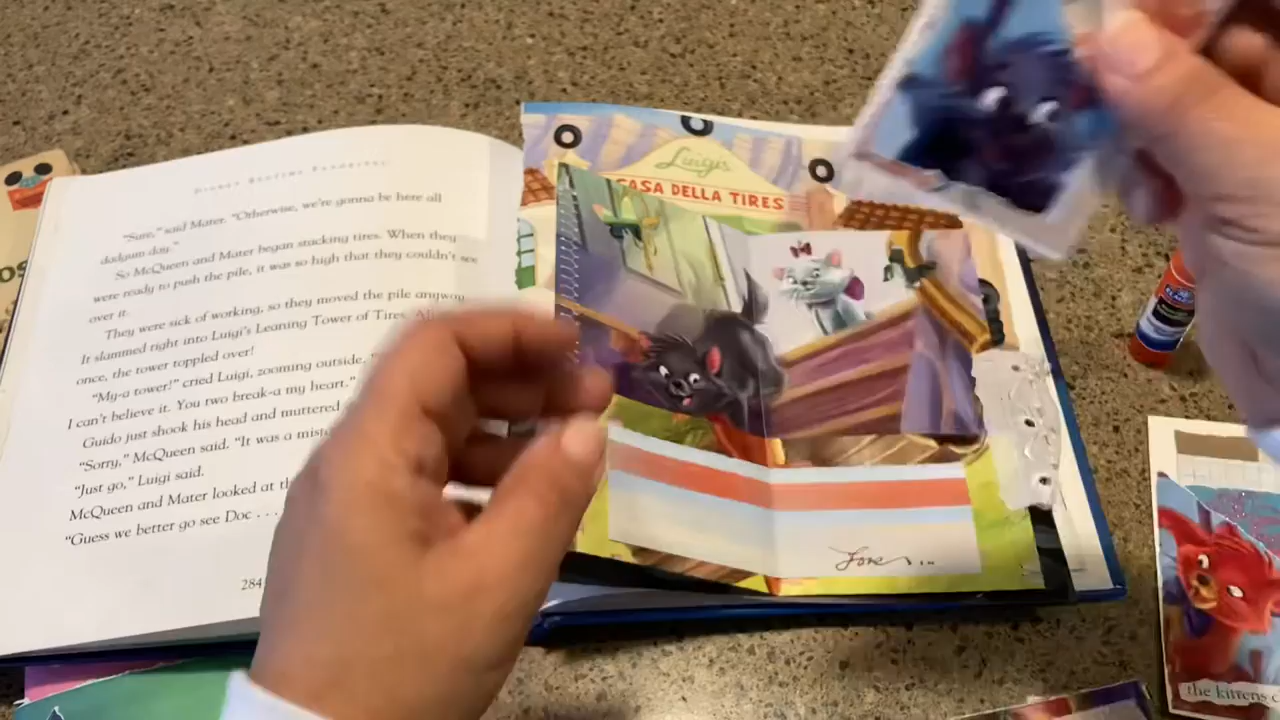 DISNEY BEDTIME FAVORITES
"Sure," said Mater. "Otherwise, we're gonna be here all
dadgum day."
So McQueen and Mater began stacking tires. When they
were ready to push the pile, it was so high that they couldn't see
over it.
They were sick of working, so they moved the pile anyway.
It slammed right into Luigi's Leaning Tower of Tires.
once, the tower toppled over!
"My-a tower!" cried Luigi, zooming outside.
I can't believe it. You two break-a my heart."
Guido just shook his head and muttered
"Sorry," McQueen said. "It was a
"Just go," Luigi said.
McQueen and Mater looked at
"Guess we better go see Doc . . .
284
Luigi's
CASA DELLA TIRES
the kittens